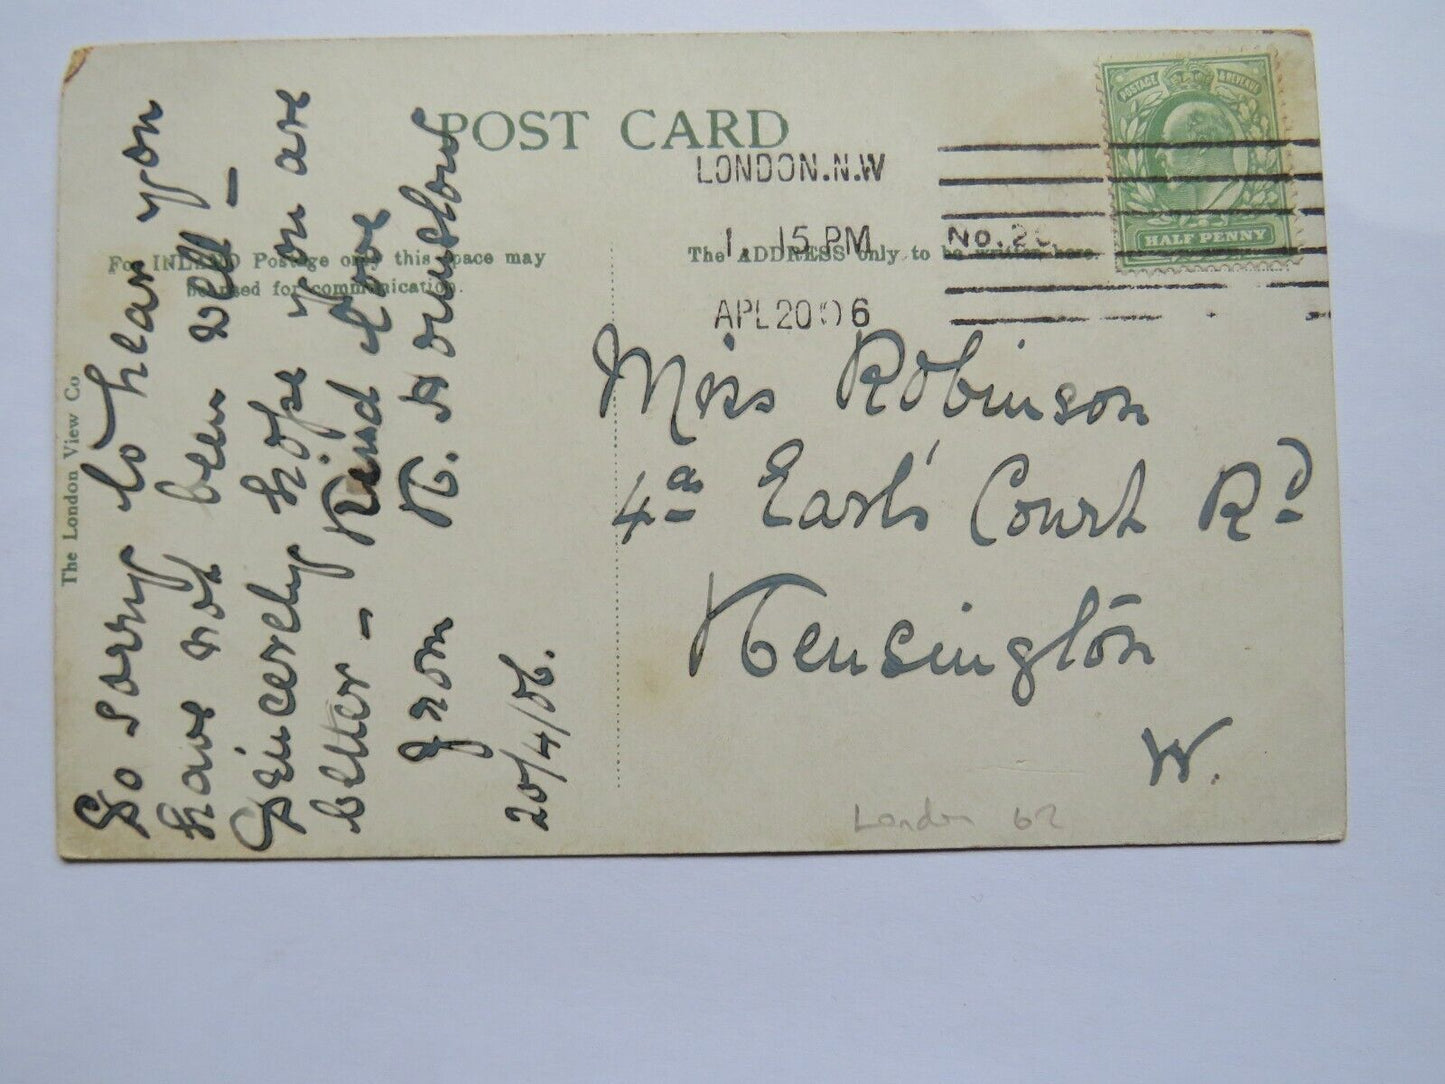 POST CARD
LONDON.N.W
1. 15 PM
APL 20 06
No. 20
POSTAGE & REVENUE
HALF PENNY
For INLAND Postage only this space may
be used for communication.
The ADDRESS only to be written here
The London View Co
So sorry to hear you
have not been well –
Sincerely hope you are
better – Kind love
from K. Hounslow
20/4/06.
Miss Robinson
4a Earl's Court Rd
Kensington
W.
London 62